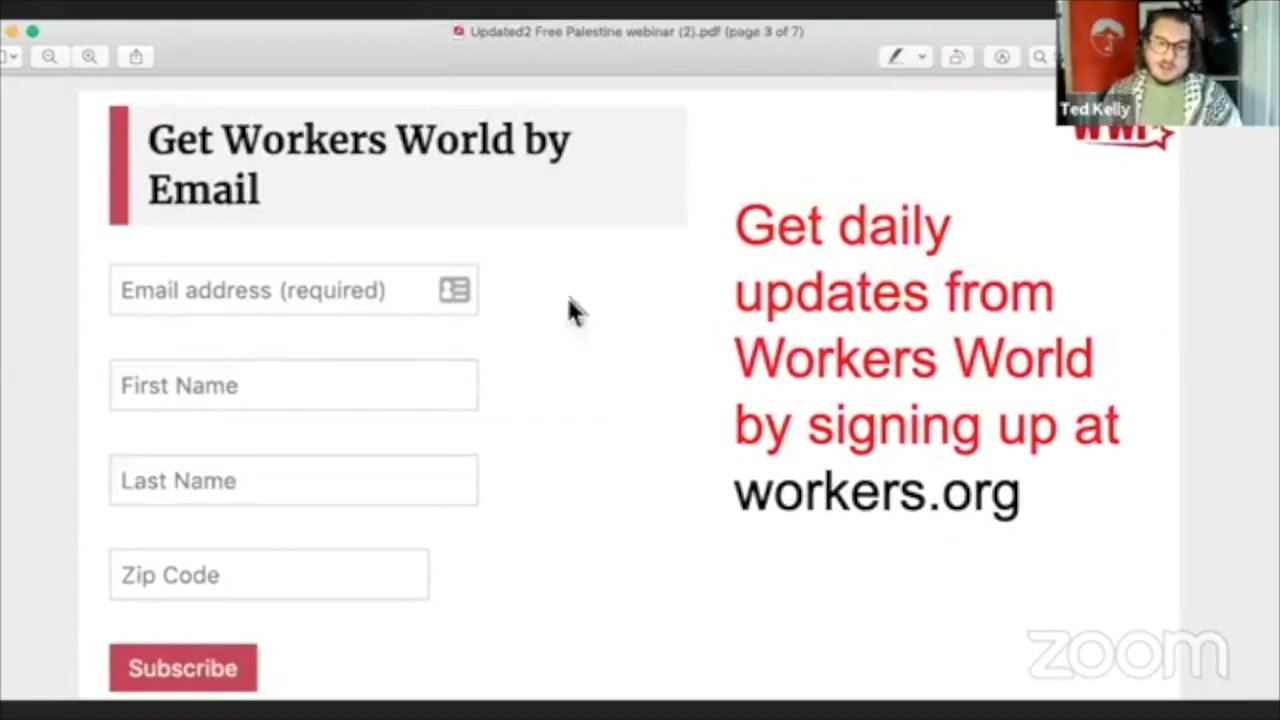 Updated2 Free Palestine webinar (2).pdf (page 3 of 7)
Ted Kelly
WWP
Get Workers World by
Email
Email address (required)
First Name
Last Name
Zip Code
Subscribe
Get daily
updates from
Workers World
by signing up at
workers.org
zoom